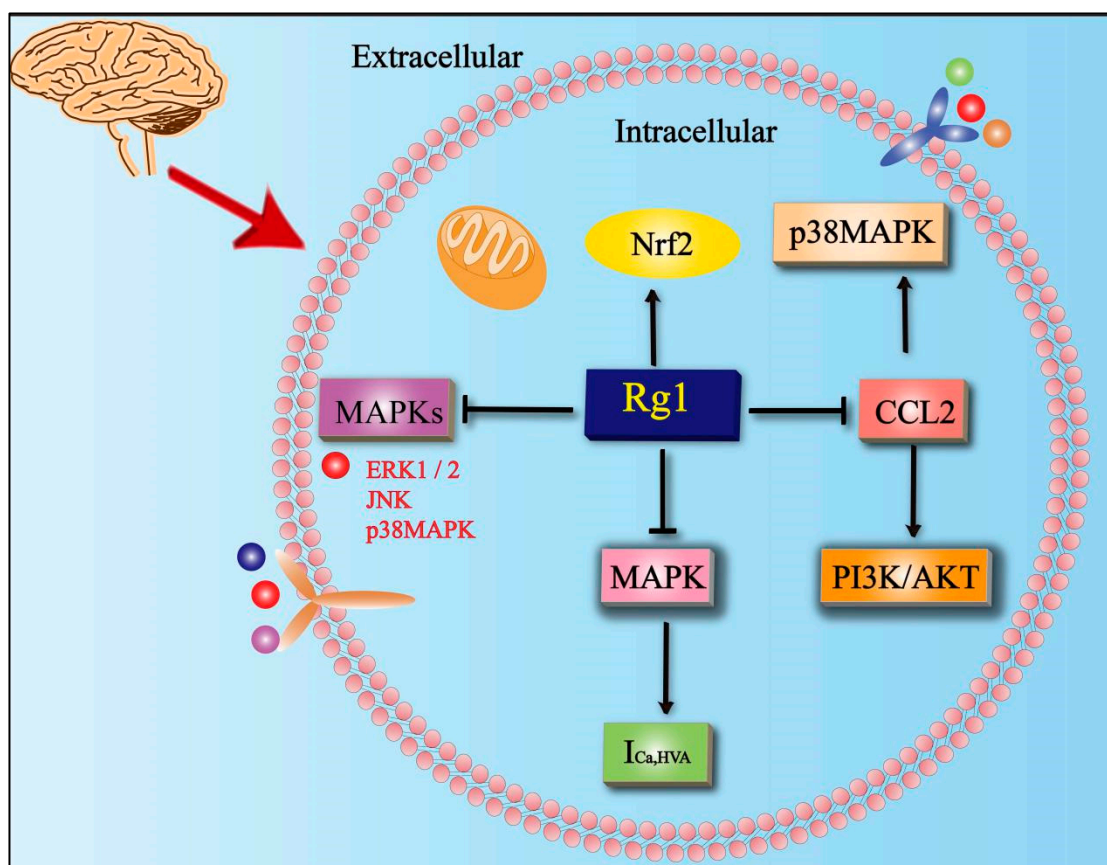 Extracellular
Intracellular
Nrf2
p38MAPK
MAPKs
Rg1
CCL2
ERK1 / 2
JNK
p38MAPK
MAPK
PI3K/AKT
ICa,HVA